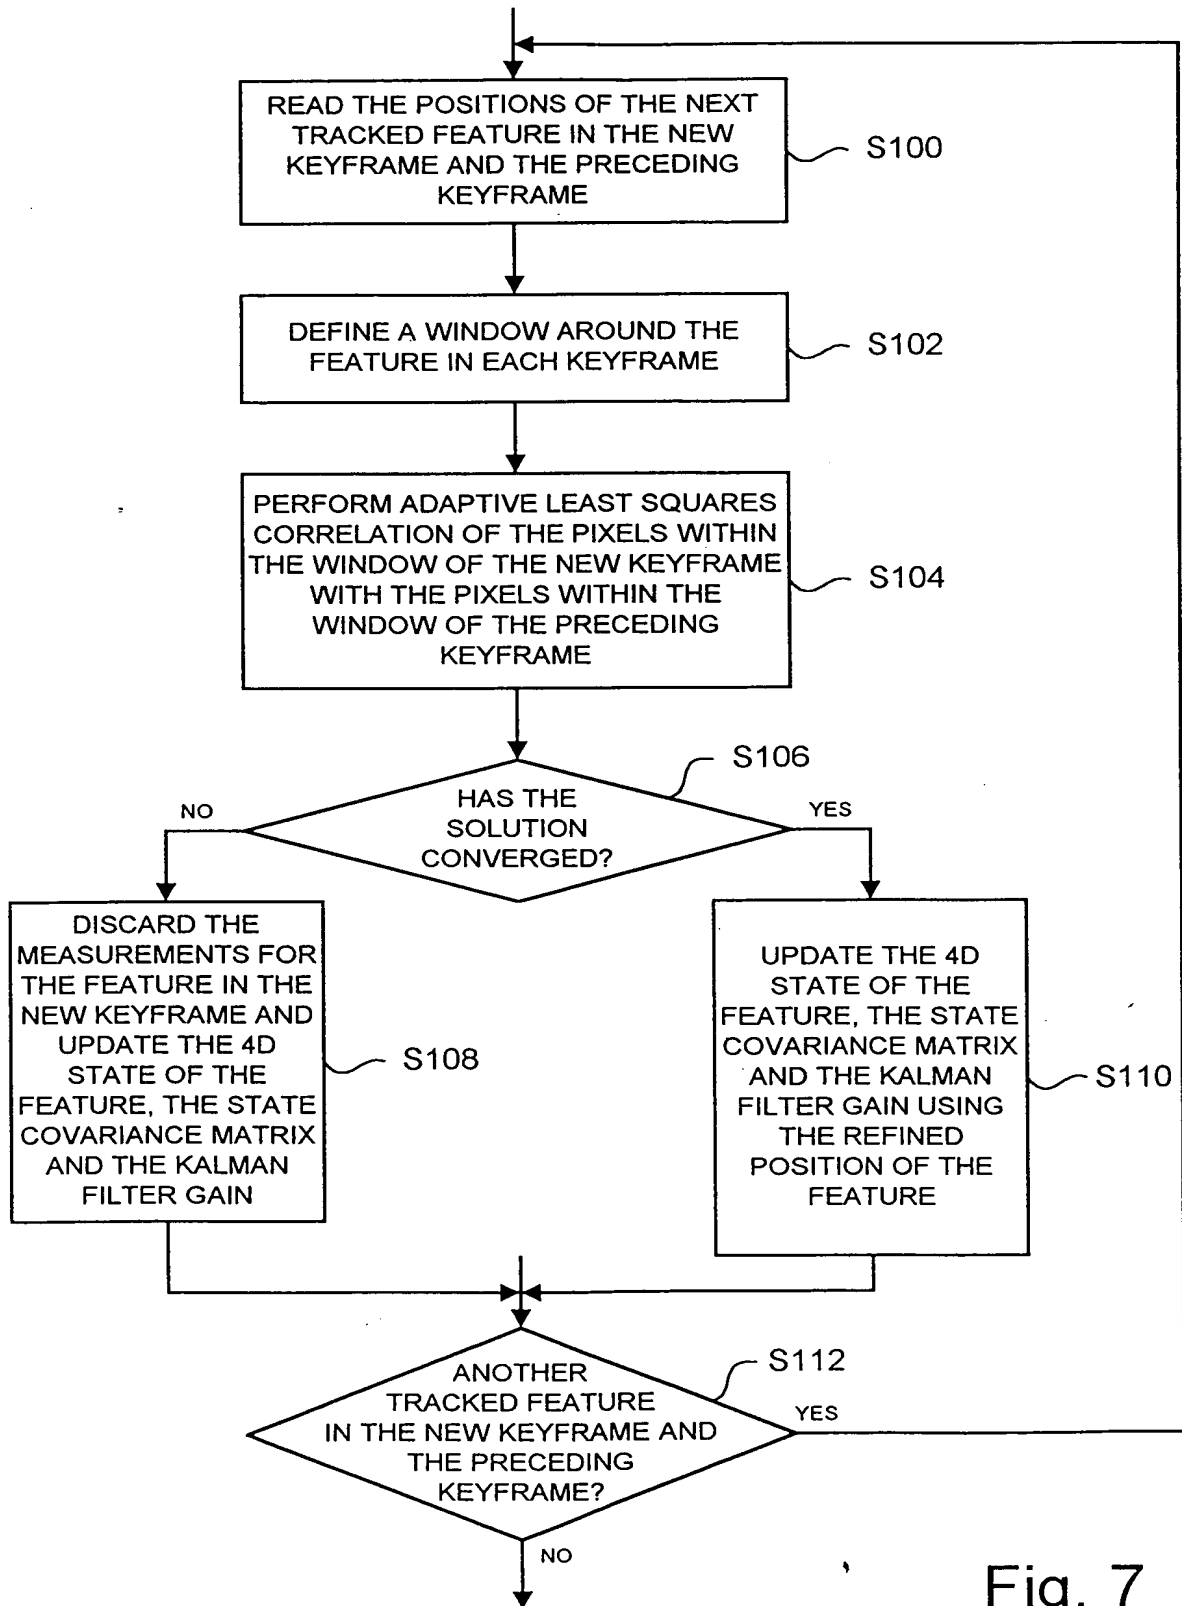 READ THE POSITIONS OF THE NEXT
TRACKED FEATURE IN THE NEW
KEYFRAME AND THE PRECEDING
KEYFRAME
S100
DEFINE A WINDOW AROUND THE
FEATURE IN EACH KEYFRAME
S102
PERFORM ADAPTIVE LEAST SQUARES
CORRELATION OF THE PIXELS WITHIN
THE WINDOW OF THE NEW KEYFRAME
WITH THE PIXELS WITHIN THE
WINDOW OF THE PRECEDING
KEYFRAME
S104
S106
HAS THE
SOLUTION
CONVERGED?
NO
YES
DISCARD THE
MEASUREMENTS FOR
THE FEATURE IN THE
NEW KEYFRAME AND
UPDATE THE 4D
STATE OF THE
FEATURE, THE STATE
COVARIANCE MATRIX
AND THE KALMAN
FILTER GAIN
S108
UPDATE THE 4D
STATE OF THE
FEATURE, THE STATE
COVARIANCE MATRIX
AND THE KALMAN
FILTER GAIN USING
THE REFINED
POSITION OF THE
FEATURE
S110
S112
ANOTHER
TRACKED FEATURE
IN THE NEW KEYFRAME AND
THE PRECEDING
KEYFRAME?
YES
NO
Fig. 7